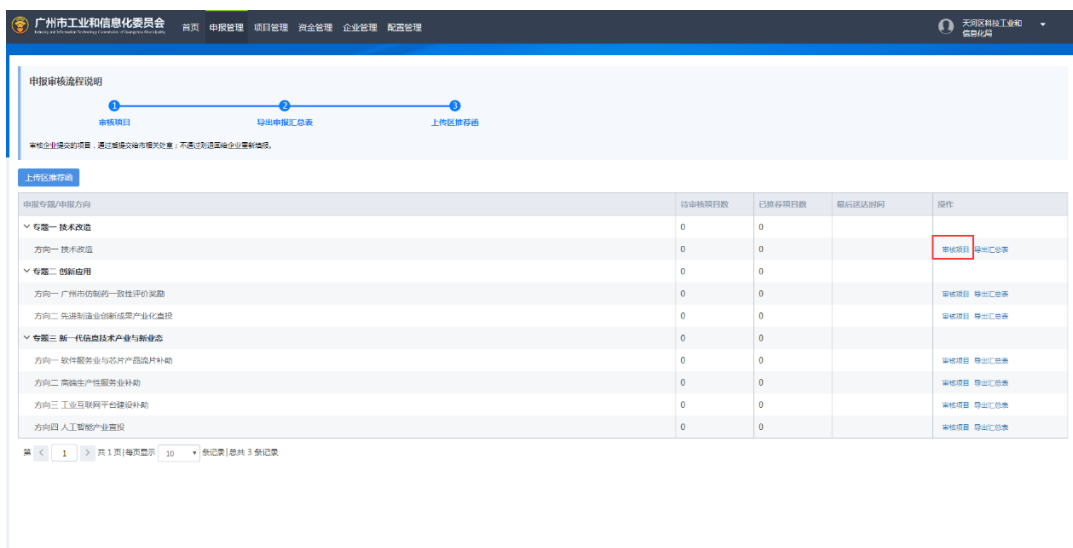 广州市工业和信息化委员会
首页 申报管理 项目管理 资金管理 企业管理 配置管理
天河区科技工业和
信息化局
申报审核流程说明
1 2 3
审核项目 导出申报汇总表 上传区推荐函
审核企业提交的项目，通过或提交给市相关处室；不通过则退回给企业重新填报。
上传区推荐函
申报专题/申报方向 待审核项目数 已推荐项目数 最后送达时间 操作
专题一 技术改造 0 0
方向一 技术改造 0 0 审核项目 导出汇总表
专题二 创新应用 0 0
方向一 广州市仿制药一致性评价奖励 0 0 审核项目 导出汇总表
方向二 先进制造业创新成果产业化直投 0 0 审核项目 导出汇总表
专题三 新一代信息技术产业与新业态 0 0
方向一 软件服务业与芯片产品流片补助 0 0 审核项目 导出汇总表
方向二 高端生产性服务业补助 0 0 审核项目 导出汇总表
方向三 工业互联网平台建设补助 0 0 审核项目 导出汇总表
方向四 人工智能产业直投 0 0 审核项目 导出汇总表
第 < 1 > 共 1 页|每页显示 10 条记录|总共 3 条记录